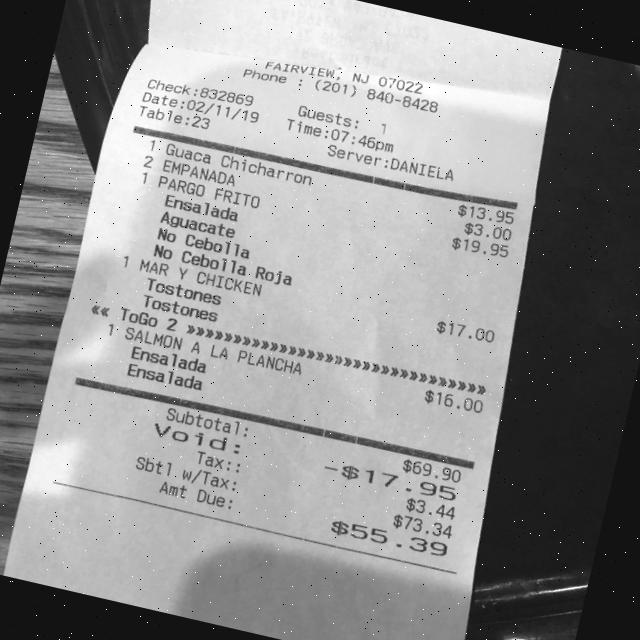 FAIRVIEW, NJ 07022
Phone : (201) 840-8428
Check:832869 Guests: 1
Date:02/11/19 Time:07:46pm
Table:23 Server:DANIELA
1 Guaca Chicharron $13.95
2 EMPANADA $3.00
1 PARGO FRITO $19.95
Ensalada
Aguacate
No Cebolla
No Cebolla Roja
1 MAR Y CHICKEN $17.00
Tostones
Tostones
«« ToGo 2 »»»»»»»»»»»»»»»»»»»»»»»»»»»»»»»»
1 SALMON A LA PLANCHA $16.00
Ensalada
Ensalada
Subtotal: $69.90
Void: -$17.95
Tax:: $3.44
Sbtl w/Tax: $73.34
Amt Due: $55.39